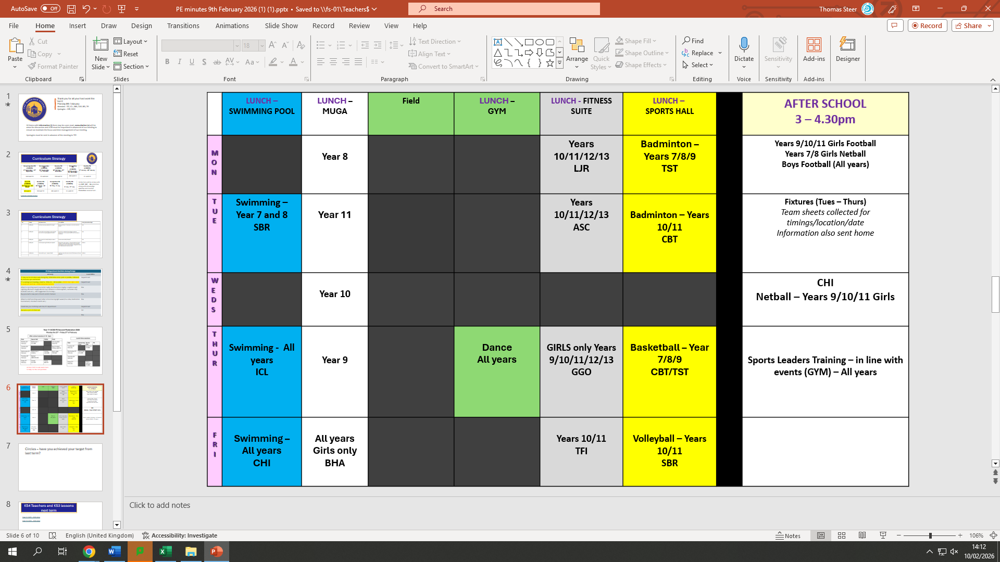 AutoSave Off PE minutes 9th February 2026 (1) (1).pptx • Saved to \\fs-01\Teachers$ Search Thomas Steer
File Home Insert Draw Design Transitions Animations Slide Show Record Review View Help Record Share
Paste Cut Copy Format Painter Clipboard
New Slide Layout Reset Section Slides
18 Font
Text Direction Align Text Convert to SmartArt Paragraph
Arrange Quick Styles Shape Fill Shape Outline Shape Effects Drawing
Find Replace Select Editing
Dictate Voice
Sensitivity Sensitivity
Add-ins Add-ins
Designer
1
2
Curriculum Strategy
3
Curriculum Strategy
4
5
6
7
Circles – have you achieved your target from
last term?
8
KS4 Teachers and KS3 lessons
next term
LUNCH –
SWIMMING POOL
LUNCH –
MUGA
Field
LUNCH –
GYM
LUNCH - FITNESS
SUITE
LUNCH –
SPORTS HALL
AFTER SCHOOL
3 – 4.30pm
MON
Year 8
Years
10/11/12/13
LJR
Badminton –
Years 7/8/9
TST
Years 9/10/11 Girls Football
Years 7/8 Girls Netball
Boys Football (All years)
TUE
Swimming –
Year 7 and 8
SBR
Year 11
Years
10/11/12/13
ASC
Badminton – Years
10/11
CBT
Fixtures (Tues – Thurs)
Team sheets collected for
timings/location/date
Information also sent home
WEDS
Year 10
CHI
Netball – Years 9/10/11 Girls
THUR
Swimming - All
years
ICL
Year 9
Dance
All years
GIRLS only Years
9/10/11/12/13
GGO
Basketball – Year
7/8/9
CBT/TST
Sports Leaders Training – in line with
events (GYM) – All years
FRI
Swimming –
All years
CHI
All years
Girls only
BHA
Years 10/11
TFI
Volleyball – Years
10/11
SBR
Click to add notes
Slide 6 of 10 English (United Kingdom) Accessibility: Investigate Notes 106%
14:12
10/02/2026